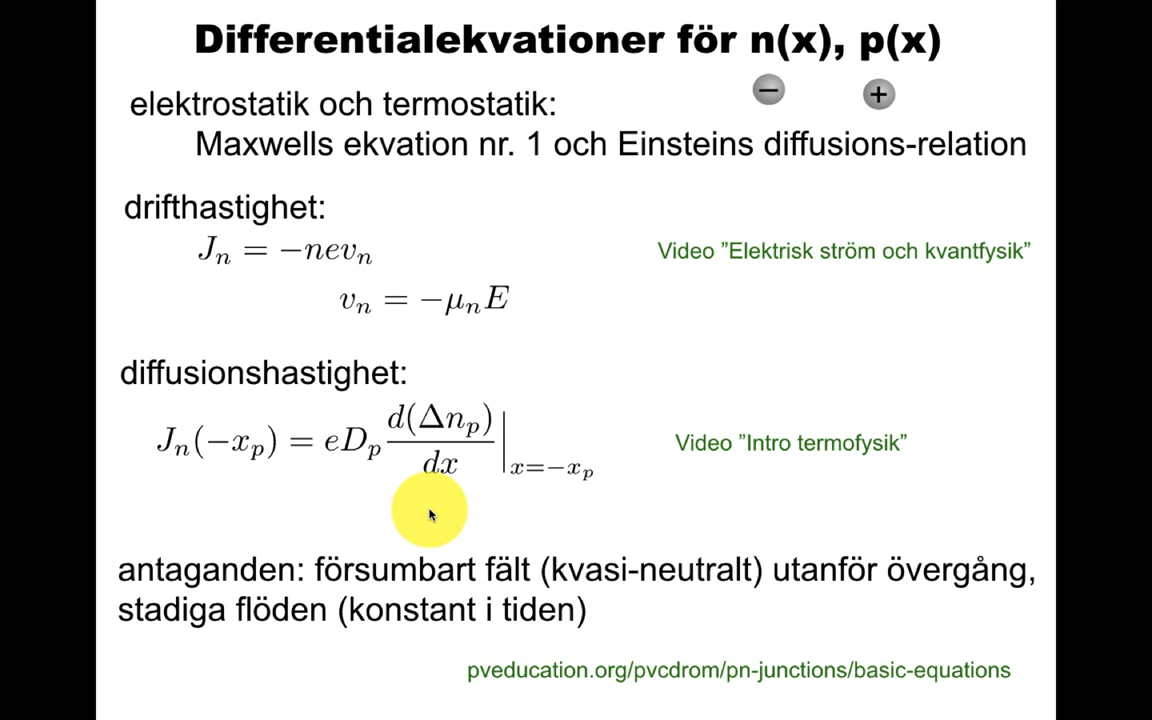 Differentialekvationer för n(x), p(x)
− +
elektrostatik och termostatik:
Maxwells ekvation nr. 1 och Einsteins diffusions-relation
drifthastighet:
J_n = −nev_n
Video ”Elektrisk ström och kvantfysik”
v_n = −μ_n E
diffusionshastighet:
J_n(−x_p) = eD_p d(Δn_p)/dx |_{x=−x_p}
Video ”Intro termofysik”
antaganden: försumbart fält (kvasi-neutralt) utanför övergång,
stadiga flöden (konstant i tiden)
pveducation.org/pvcdrom/pn-junctions/basic-equations